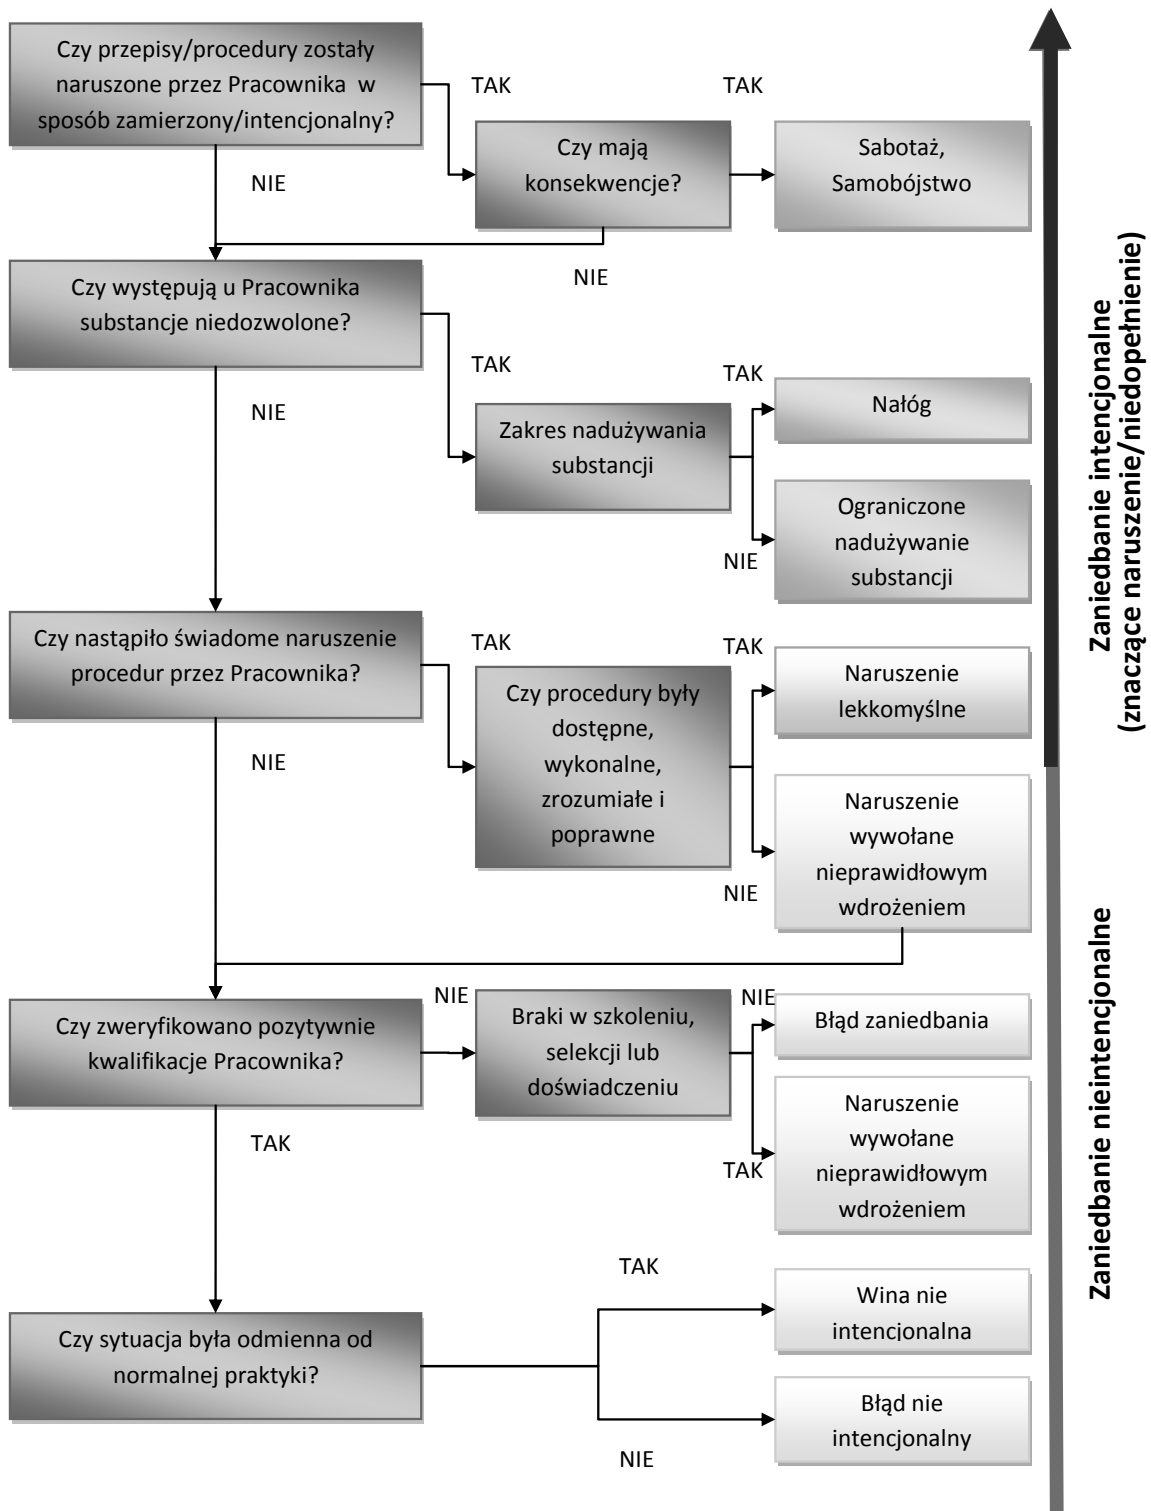 Czy przepisy/procedury zostały
naruszone przez Pracownika w
sposób zamierzony/intencjonalny?
TAK
TAK
Czy mają
konsekwencje?
Sabotaż,
Samobójstwo
NIE
NIE
Czy występują u Pracownika
substancje niedozwolone?
TAK
TAK
NIE
Zakres nadużywania
substancji
Nałóg
Ograniczone
nadużywanie
substancji
NIE
Czy nastąpiło świadome naruszenie
procedur przez Pracownika?
TAK
TAK
NIE
Czy procedury były
dostępne,
wykonalne,
zrozumiałe i
poprawne
Naruszenie
lekkomyślne
Naruszenie
wywołane
nieprawidłowym
wdrożeniem
NIE
Czy zweryfikowano pozytywnie
kwalifikacje Pracownika?
NIE
NIE
Braki w szkoleniu,
selekcji lub
doświadczeniu
Błąd zaniedbania
Naruszenie
wywołane
nieprawidłowym
wdrożeniem
TAK
TAK
Czy sytuacja była odmienna od
normalnej praktyki?
TAK
Wina nie
intencjonalna
Błąd nie
intencjonalny
NIE
Zaniedbanie intencjonalne
(znaczące naruszenie/niedopełnienie)
Zaniedbanie nieintencjonalne